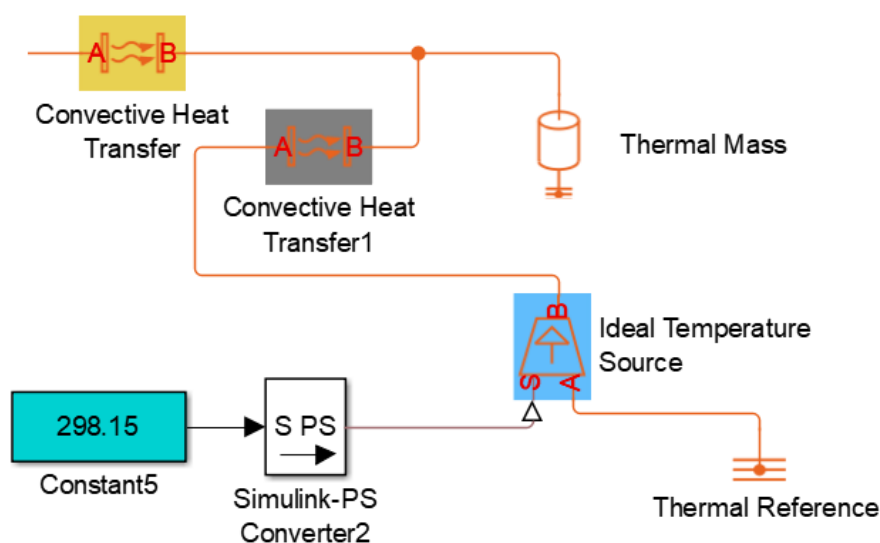 A B
Convective Heat
Transfer
A B
Convective Heat
Transfer1
Thermal Mass
B
S A
Ideal Temperature
Source
298.15
Constant5
S PS
Simulink-PS
Converter2
Thermal Reference